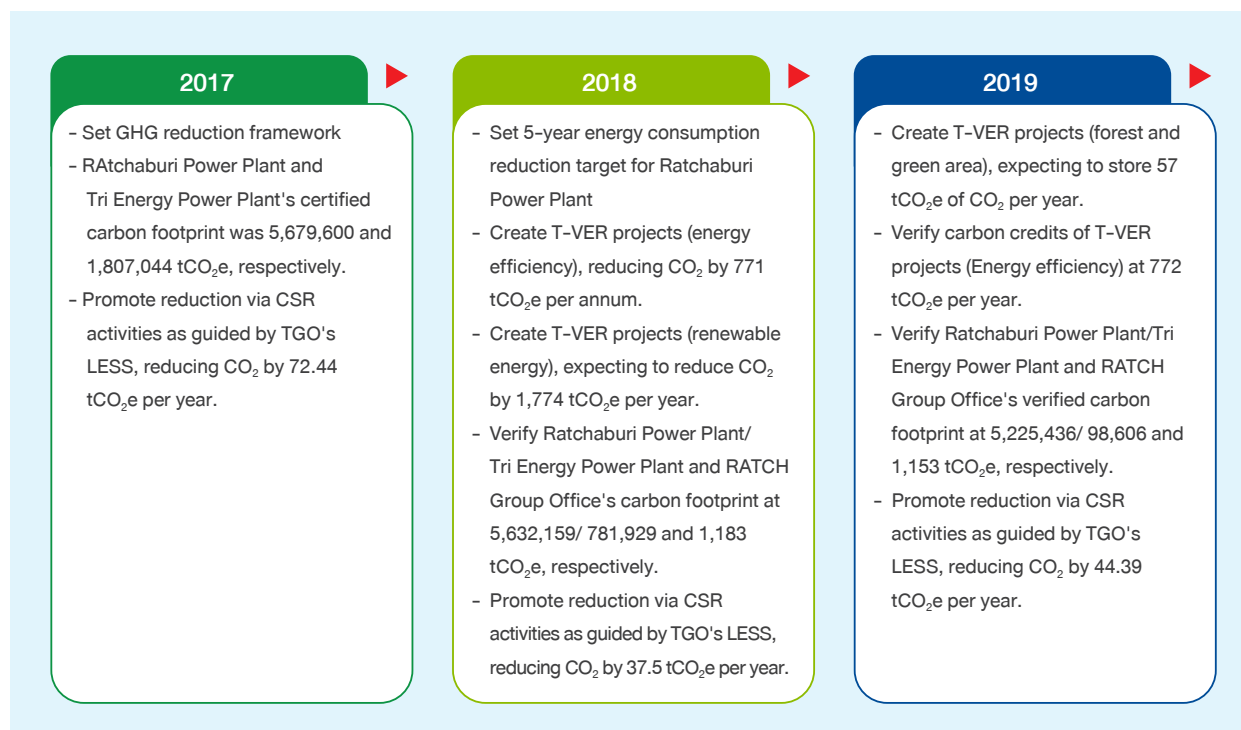 2017
- Set GHG reduction framework
- RAtchaburi Power Plant and
Tri Energy Power Plant's certified
carbon footprint was 5,679,600 and
1,807,044 tCO₂e, respectively.
- Promote reduction via CSR
activities as guided by TGO's
LESS, reducing CO₂ by 72.44
tCO₂e per year.
2018
- Set 5-year energy consumption
reduction target for Ratchaburi
Power Plant
- Create T-VER projects (energy
efficiency), reducing CO₂ by 771
tCO₂e per annum.
- Create T-VER projects (renewable
energy), expecting to reduce CO₂
by 1,774 tCO₂e per year.
- Verify Ratchaburi Power Plant/
Tri Energy Power Plant and RATCH
Group Office's carbon footprint at
5,632,159/ 781,929 and 1,183
tCO₂e, respectively.
- Promote reduction via CSR
activities as guided by TGO's LESS,
reducing CO₂ by 37.5 tCO₂e per year.
2019
- Create T-VER projects (forest and
green area), expecting to store 57
tCO₂e of CO₂ per year.
- Verify carbon credits of T-VER
projects (Energy efficiency) at 772
tCO₂e per year.
- Verify Ratchaburi Power Plant/Tri
Energy Power Plant and RATCH
Group Office's verified carbon
footprint at 5,225,436/ 98,606 and
1,153 tCO₂e, respectively.
- Promote reduction via CSR
activities as guided by TGO's
LESS, reducing CO₂ by 44.39
tCO₂e per year.